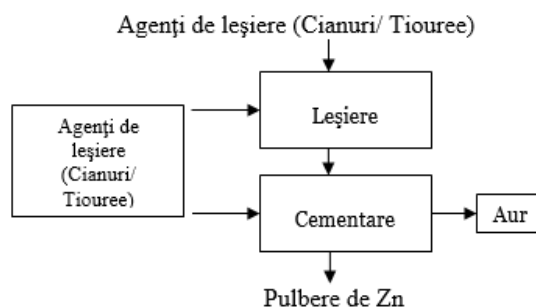 Agenţi de leşiere (Cianuri/ Tiouree)
Leşiere
Agenţi de
leşiere
(Cianuri/
Tiouree)
Cementare
Aur
Pulbere de Zn